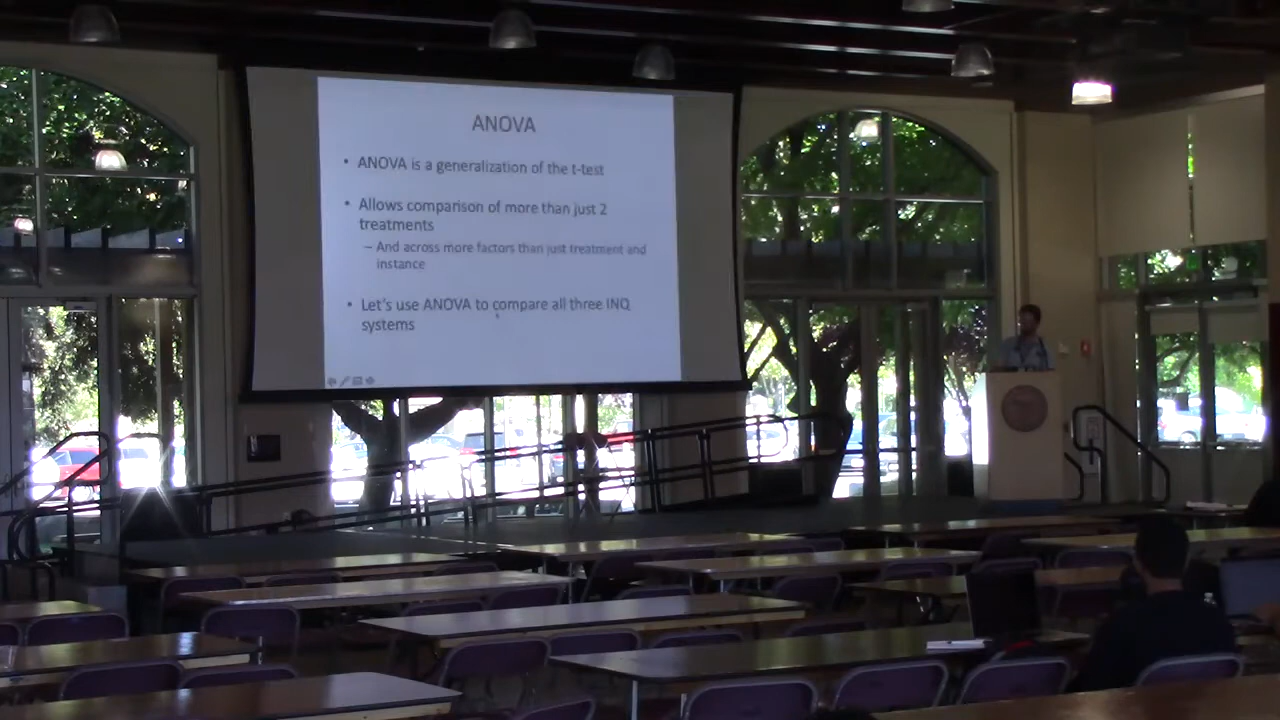 ANOVA
• ANOVA is a generalization of the t-test
• Allows comparison of more than just 2
treatments
– And across more factors than just treatment and
instance
• Let's use ANOVA to compare all three INQ
systems